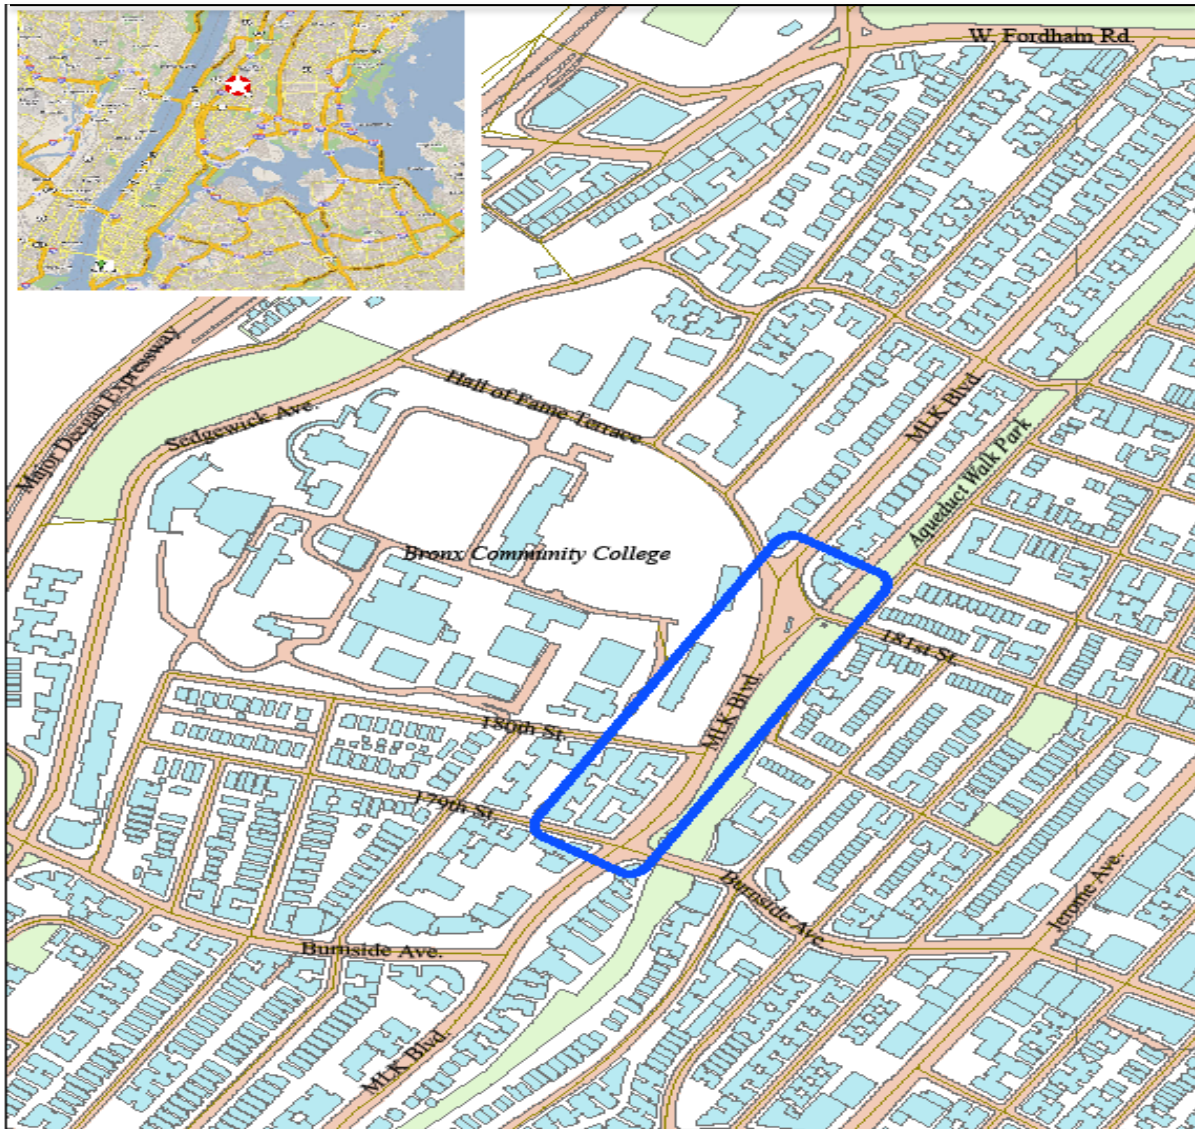 W. Fordham Rd.
Major Deegan Expressway
Sedgewick Ave.
Hall of Fame Terrace
MLK Blvd
Aqueduct Walk Park
Bronx Community College
181st St.
MLK Blvd.
180th St.
179th St.
Burnside Ave.
Burnside Ave.
Jerome Ave.
MLK Blvd.